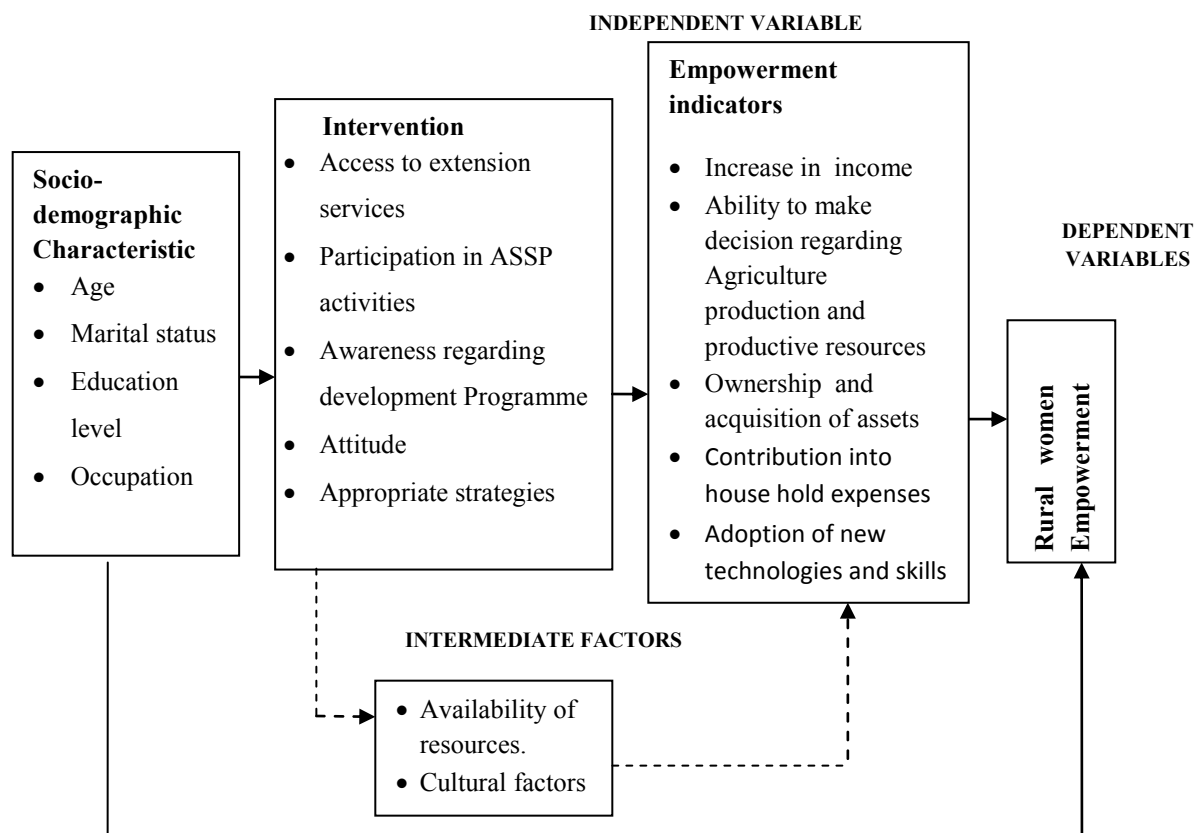 INDEPENDENT VARIABLE
Socio-
demographic
Characteristic
• Age
• Marital status
• Education
level
• Occupation
Intervention
• Access to extension
services
• Participation in ASSP
activities
• Awareness regarding
development Programme
• Attitude
• Appropriate strategies
Empowerment
indicators
• Increase in income
• Ability to make
decision regarding
Agriculture
production and
productive resources
• Ownership and
acquisition of assets
• Contribution into
house hold expenses
• Adoption of new
technologies and skills
DEPENDENT
VARIABLES
Rural women
Empowerment
INTERMEDIATE FACTORS
• Availability of
resources.
• Cultural factors